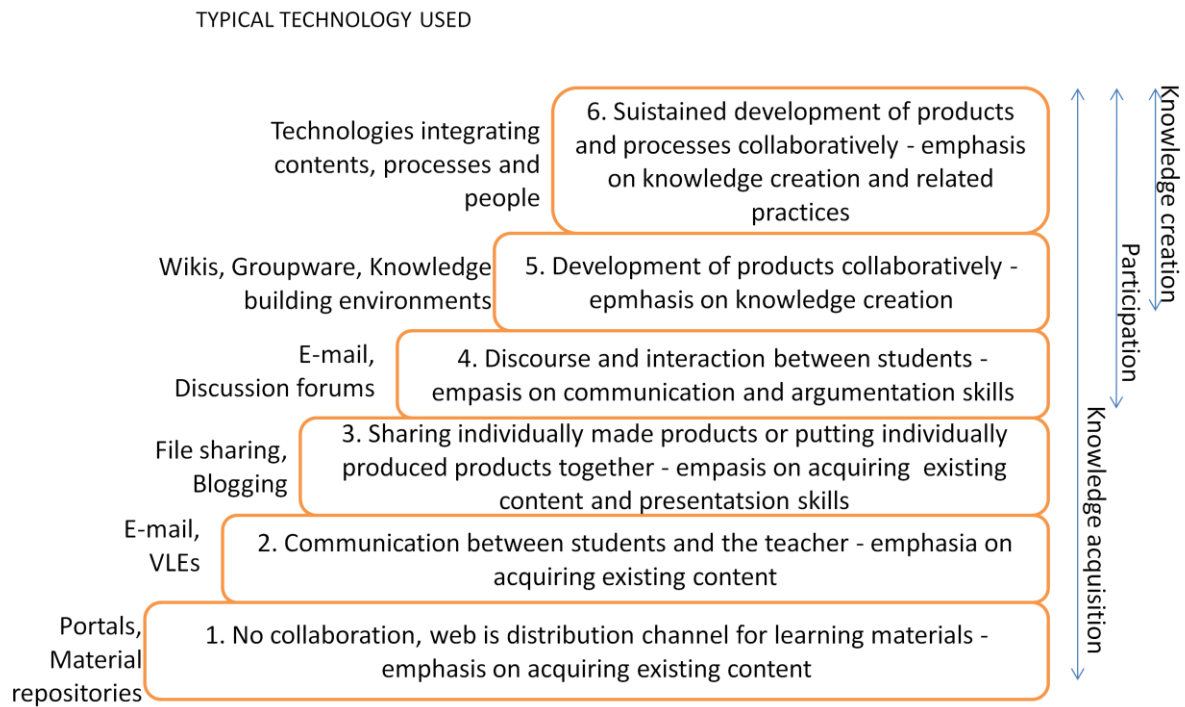 TYPICAL TECHNOLOGY USED
Technologies integrating
contents, processes and
people
6. Suistained development of products
and processes collaboratively - emphasis
on knowledge creation and related
practices
Wikis, Groupware, Knowledge
building environments
5. Development of products collaboratively -
epmhasis on knowledge creation
E-mail,
Discussion forums
4. Discourse and interaction between students -
empasis on communication and argumentation skills
File sharing,
Blogging
3. Sharing individually made products or putting individually
produced products together - empasis on acquiring existing
content and presentatsion skills
E-mail,
VLEs
2. Communication between students and the teacher - emphasia on
acquiring existing content
Portals,
Material
repositories
1. No collaboration, web is distribution channel for learning materials -
emphasis on acquiring existing content
Knowledge acquisition
Participation
Knowledge creation